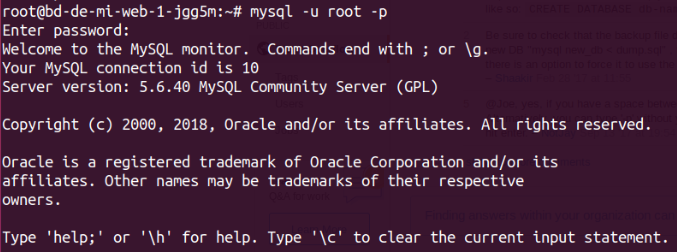 root@bd-de-mi-web-1-jgg5m:~# mysql -u root -p
Enter password:
Welcome to the MySQL monitor.  Commands end with ; or \g.
Your MySQL connection id is 10
Server version: 5.6.40 MySQL Community Server (GPL)

Copyright (c) 2000, 2018, Oracle and/or its affiliates. All rights reserved.

Oracle is a registered trademark of Oracle Corporation and/or its
affiliates. Other names may be trademarks of their respective
owners.

Type 'help;' or '\h' for help. Type '\c' to clear the current input statement.